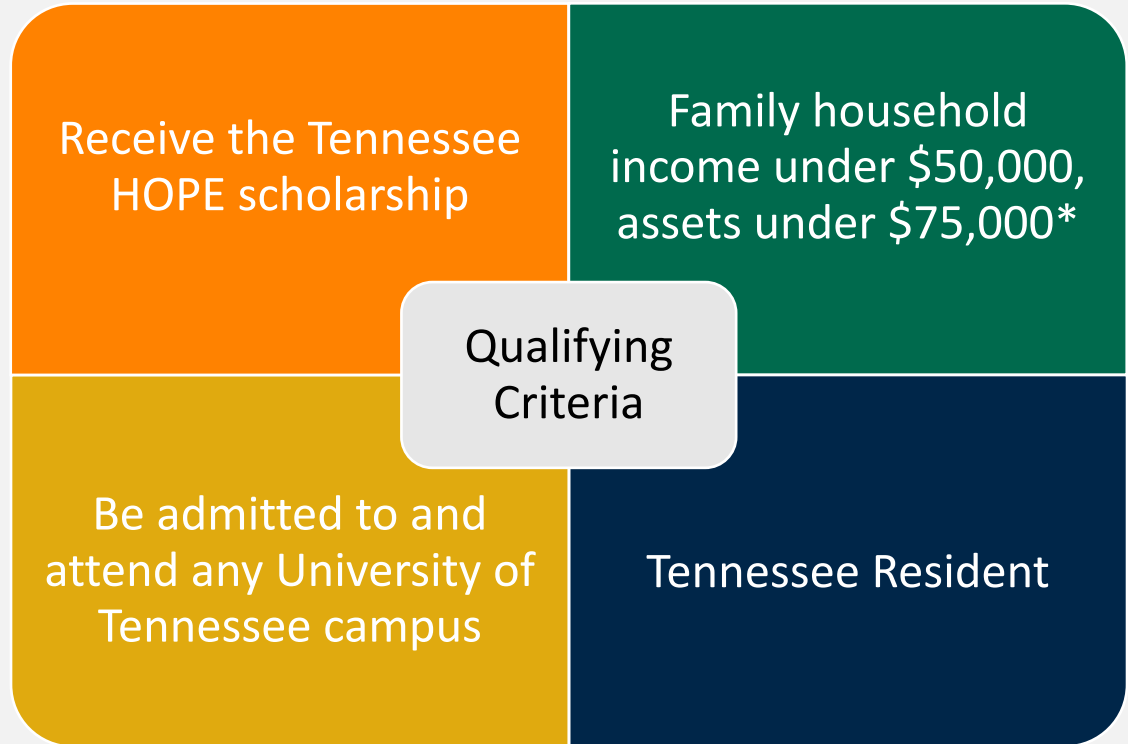 Receive the Tennessee
HOPE scholarship
Family household
income under $50,000,
assets under $75,000*
Qualifying
Criteria
Be admitted to and
attend any University of
Tennessee campus
Tennessee Resident